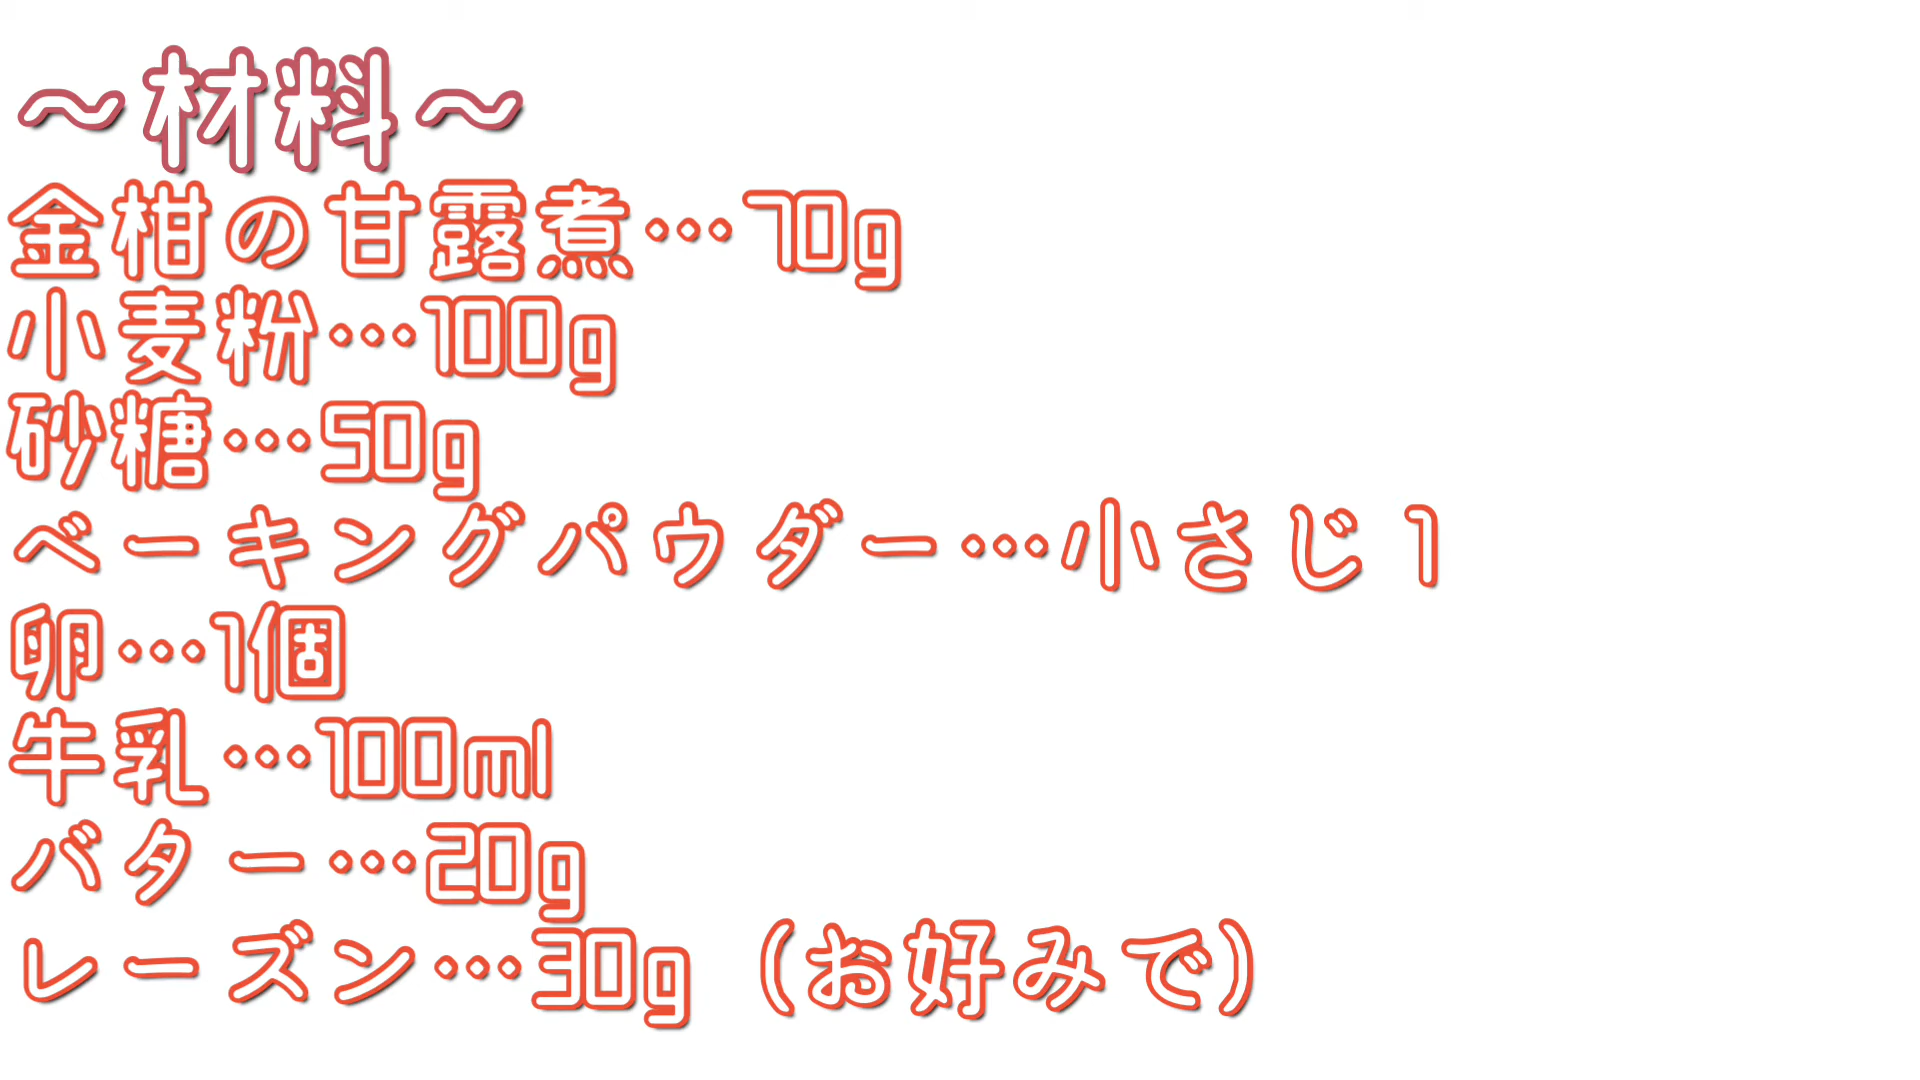 ～材料～
金柑の甘露煮…70g
小麦粉…100g
砂糖…50g
ベーキングパウダー…小さじ１
卵…1個
牛乳…100ml
バター…20g
レーズン…30g（お好みで）